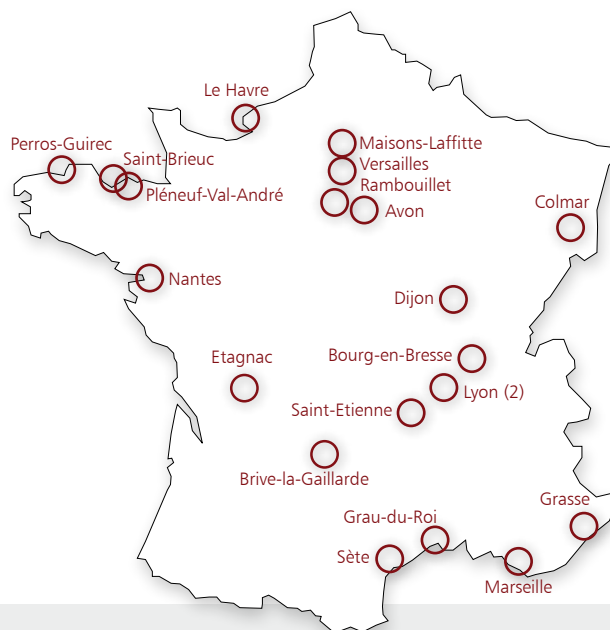 Le Havre
Perros-Guirec
Saint-Brieuc
Maisons-Laffitte
Versailles
Rambouillet
Pléneuf-Val-André
Avon
Colmar
Nantes
Dijon
Etagnac
Bourg-en-Bresse
Lyon (2)
Saint-Etienne
Brive-la-Gaillarde
Grasse
Grau-du-Roi
Sète
Marseille